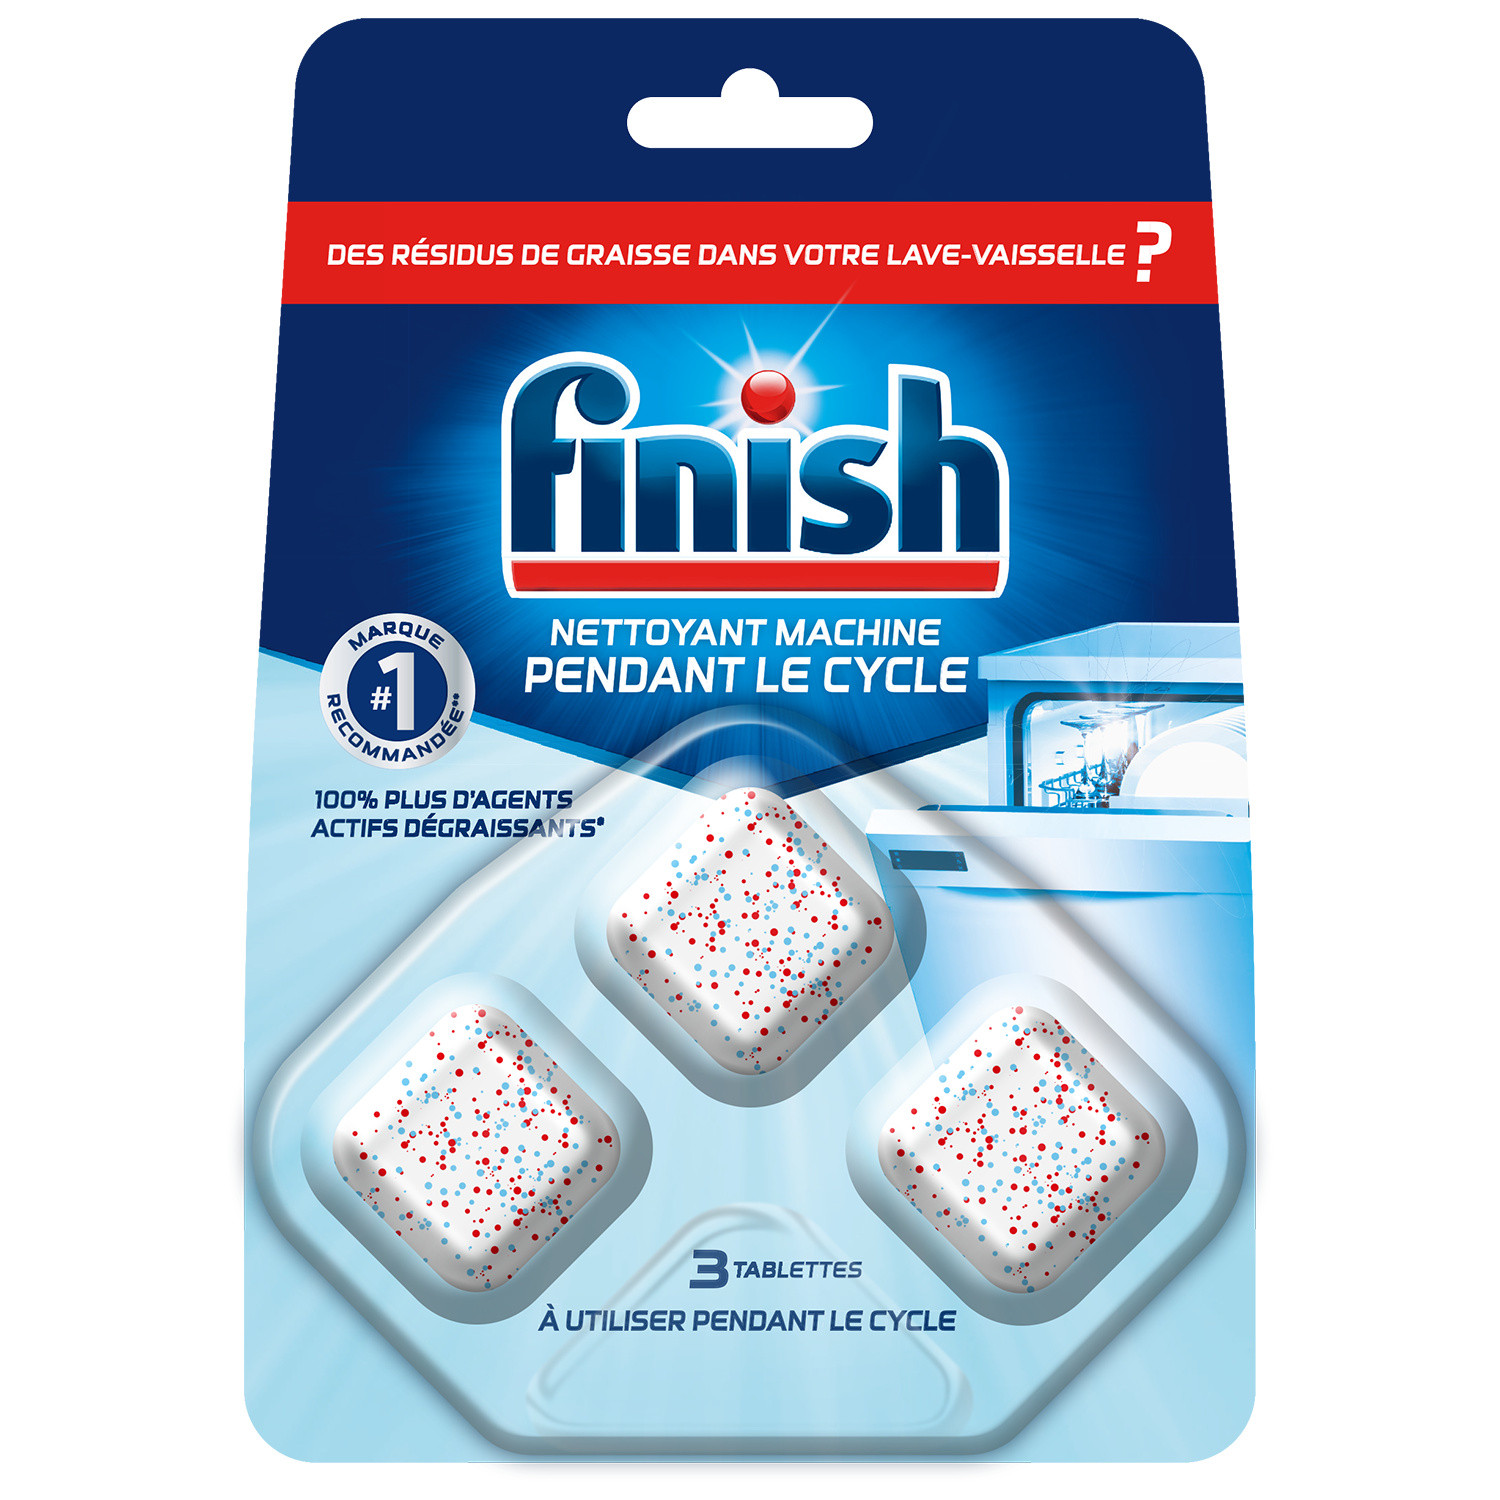 DES RÉSIDUS DE GRAISSE DANS VOTRE LAVE-VAISSELLE ?
finish
NETTOYANT MACHINE
PENDANT LE CYCLE
MARQUE
#1
RECOMMANDÉE**
100% PLUS D'AGENTS
ACTIFS DÉGRAISSANTS*
3 TABLETTES
À UTILISER PENDANT LE CYCLE